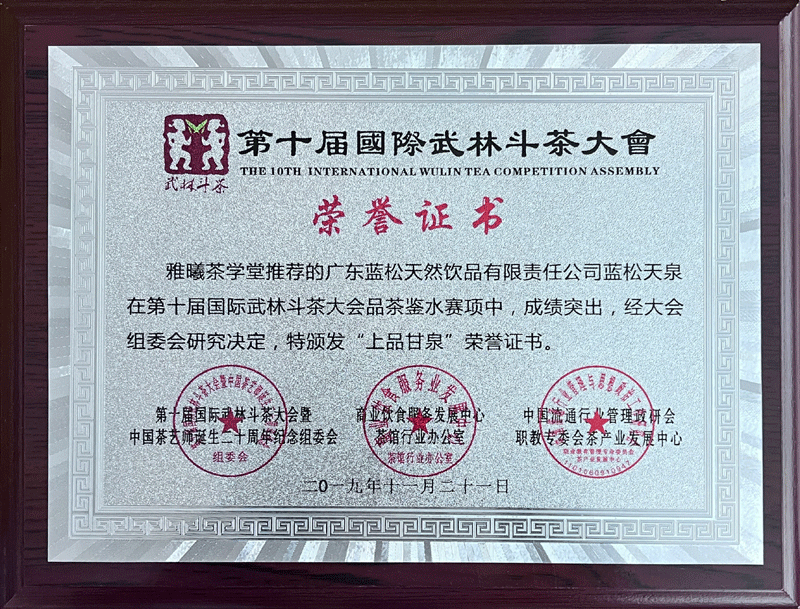 第十届國際武林斗茶大會
THE 10TH INTERNATIONAL WULIN TEA COMPETITION ASSEMBLY
武林斗茶
荣誉证书
雅曦茶学堂推荐的广东蓝松天然饮品有限责任公司蓝松天泉
在第十届国际武林斗茶大会品茶鉴水赛项中，成绩突出，经大会
组委会研究决定，特颁发“上品甘泉”荣誉证书。
第十届国际武林斗茶大会暨
中国茶艺师诞生二十周年纪念组委会
组委会
商业饮食服务发展中心
茶馆行业办公室
茶馆行业办公室
中国流通行业管理政研会
职教专委会茶产业发展中心
茶产业发展中心
二0一九年十一月二十一日